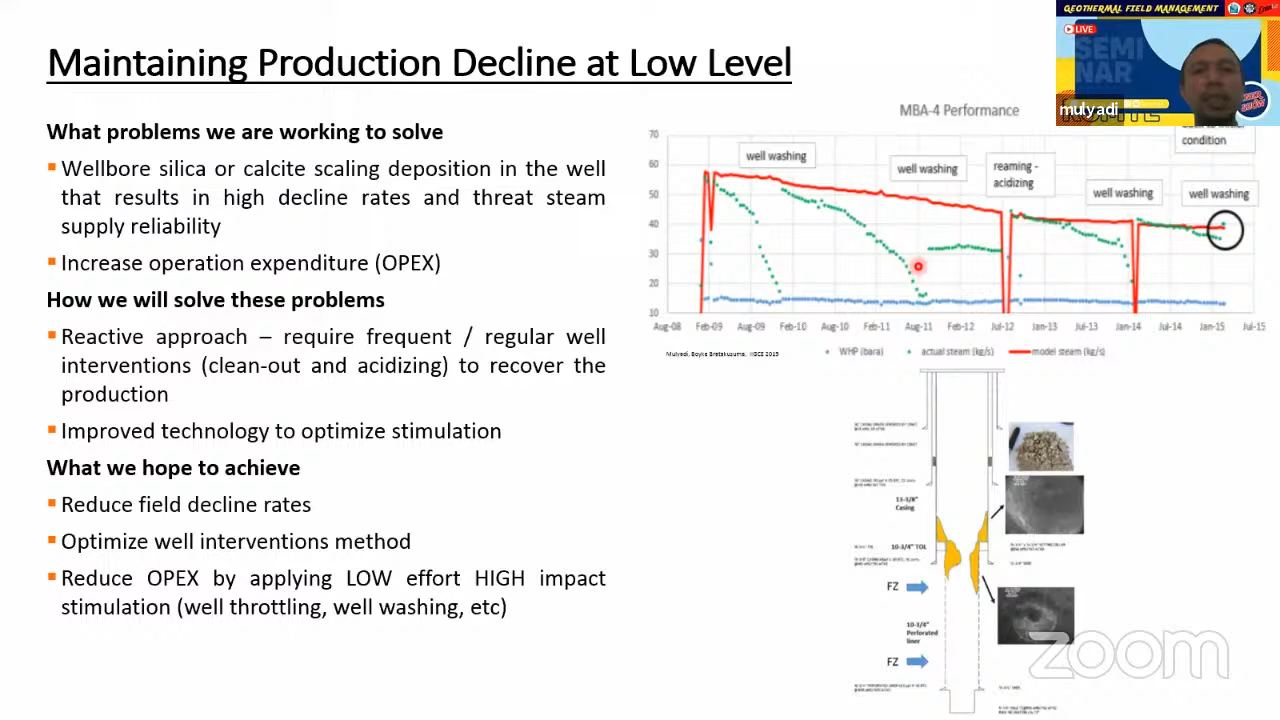 Maintaining Production Decline at Low Level
What problems we are working to solve
Wellbore silica or calcite scaling deposition in the well
that results in high decline rates and threat steam
supply reliability
Increase operation expenditure (OPEX)
How we will solve these problems
Reactive approach – require frequent / regular well
interventions (clean-out and acidizing) to recover the
production
Improved technology to optimize stimulation
What we hope to achieve
Reduce field decline rates
Optimize well interventions method
Reduce OPEX by applying LOW effort HIGH impact
stimulation (well throttling, well washing, etc)
GEOTHERMAL FIELD MANAGEMENT
LIVE
SEMI
NAR
mulyadi
MBA-4 Performance
condition
well washing
well washing
reaming -
acidizing
well washing
well washing
70
60
50
40
30
20
10
Aug-08 Feb-09 Aug-09 Feb-10 Aug-10 Feb-11 Aug-11 Feb-12 Jul-12 Jan-13 Jul-13 Jan-14 Jul-14 Jan-15 Jul-15
WHP (bara) actual steam (kg/s) model steam (kg/s)
13-3/8"
Casing
10-3/4" TOL
FZ
10-3/4"
Perforated
liner
FZ
zoom